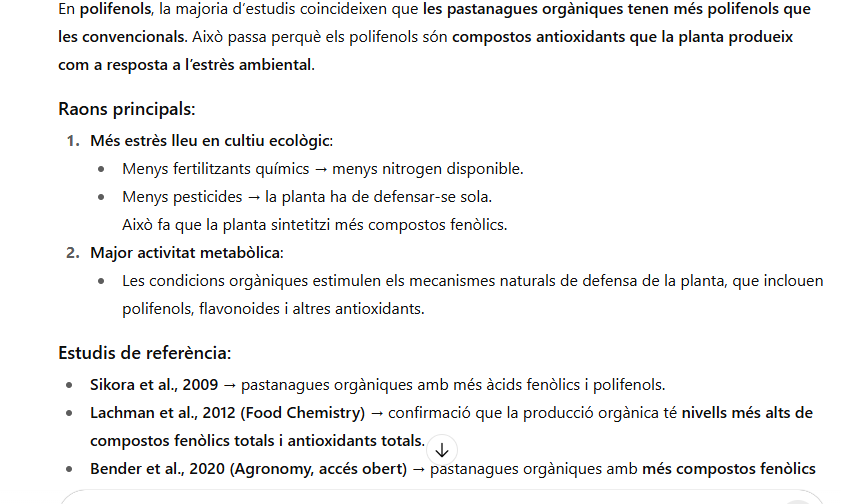 En polifenols, la majoria d’estudis coincideixen que les pastanagues orgàniques tenen més polifenols que
les convencionals. Això passa perquè els polifenols són compostos antioxidants que la planta produeix
com a resposta a l’estrès ambiental.
Raons principals:
1. Més estrès lleu en cultiu ecològic:
• Menys fertilitzants químics → menys nitrogen disponible.
• Menys pesticides → la planta ha de defensar-se sola.
Això fa que la planta sintetitzi més compostos fenòlics.
2. Major activitat metabòlica:
• Les condicions orgàniques estimulen els mecanismes naturals de defensa de la planta, que inclouen
polifenols, flavonoides i altres antioxidants.
Estudis de referència:
• Sikora et al., 2009 → pastanagues orgàniques amb més àcids fenòlics i polifenols.
• Lachman et al., 2012 (Food Chemistry) → confirmació que la producció orgànica té nivells més alts de
compostos fenòlics totals i antioxidants totals.
• Bender et al., 2020 (Agronomy, accés obert) → pastanagues orgàniques amb més compostos fenòlics